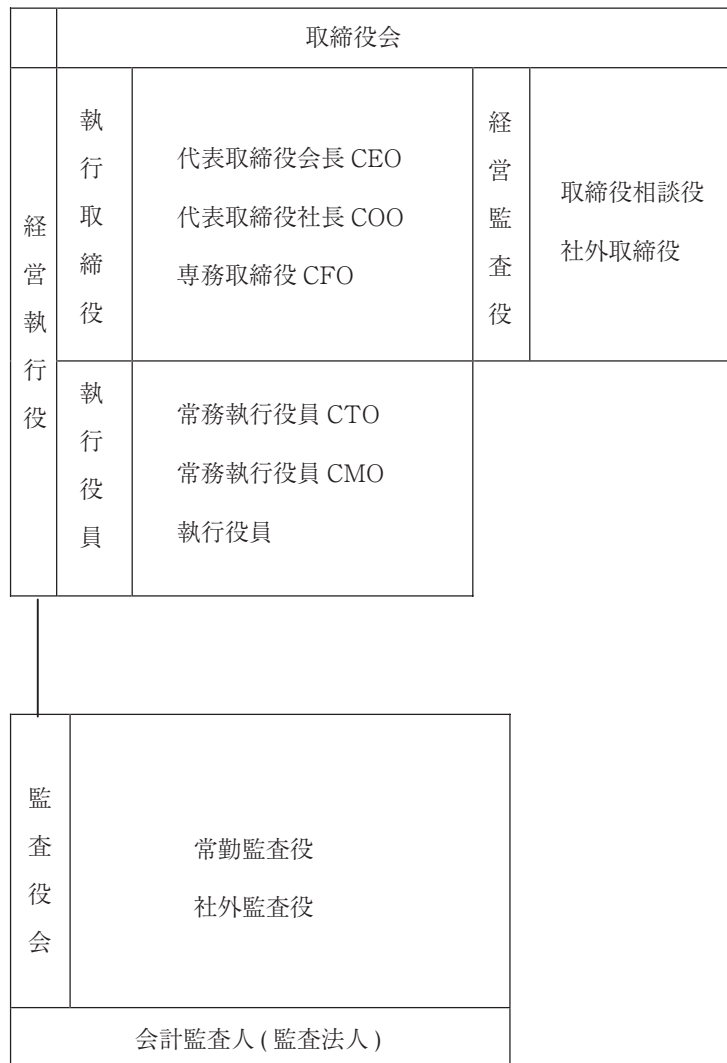 取締役会
経営執行役
執行取締役
代表取締役会長 CEO
代表取締役社長 COO
専務取締役 CFO
経営監査役
取締役相談役
社外取締役
執行役員
常務執行役員 CTO
常務執行役員 CMO
執行役員
監査役会
常勤監査役
社外監査役
会計監査人 ( 監査法人 )